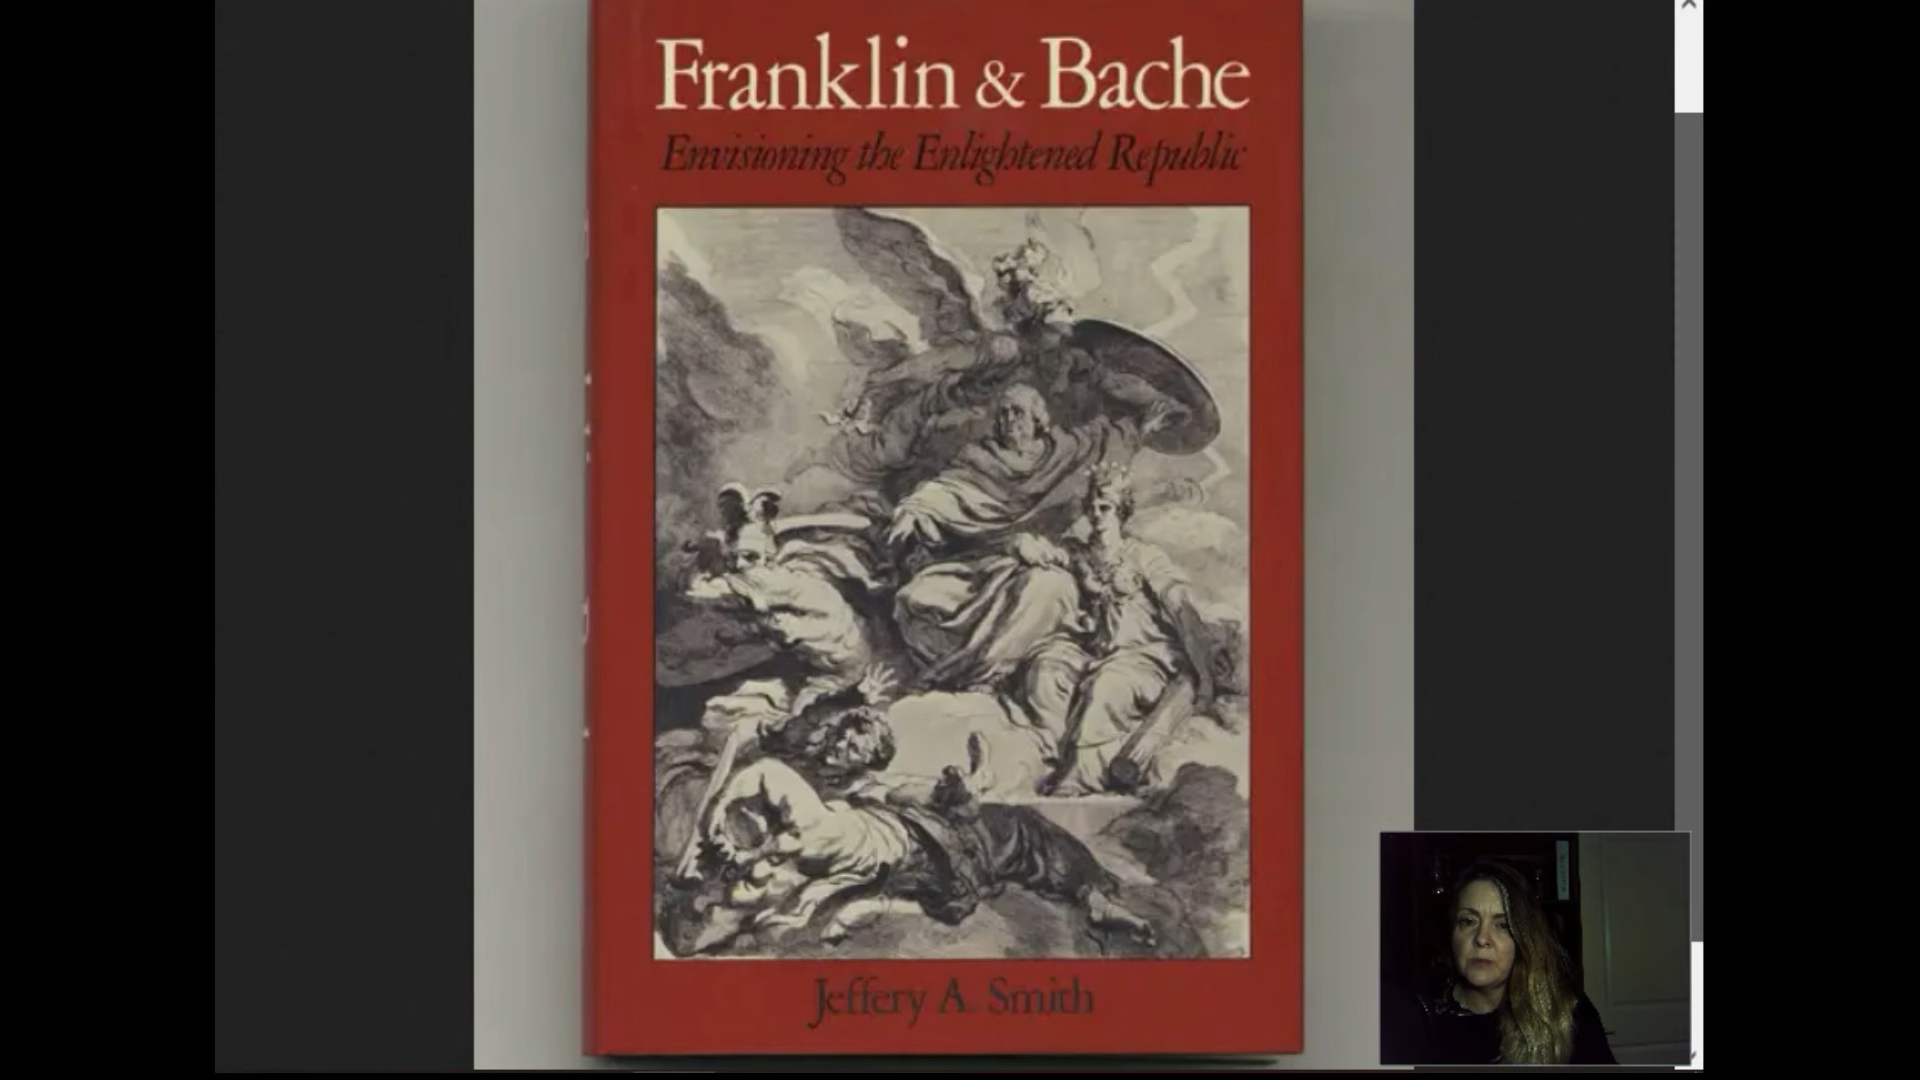 Franklin & Bache
Envisioning the Enlightened Republic
Jeffery A. Smith